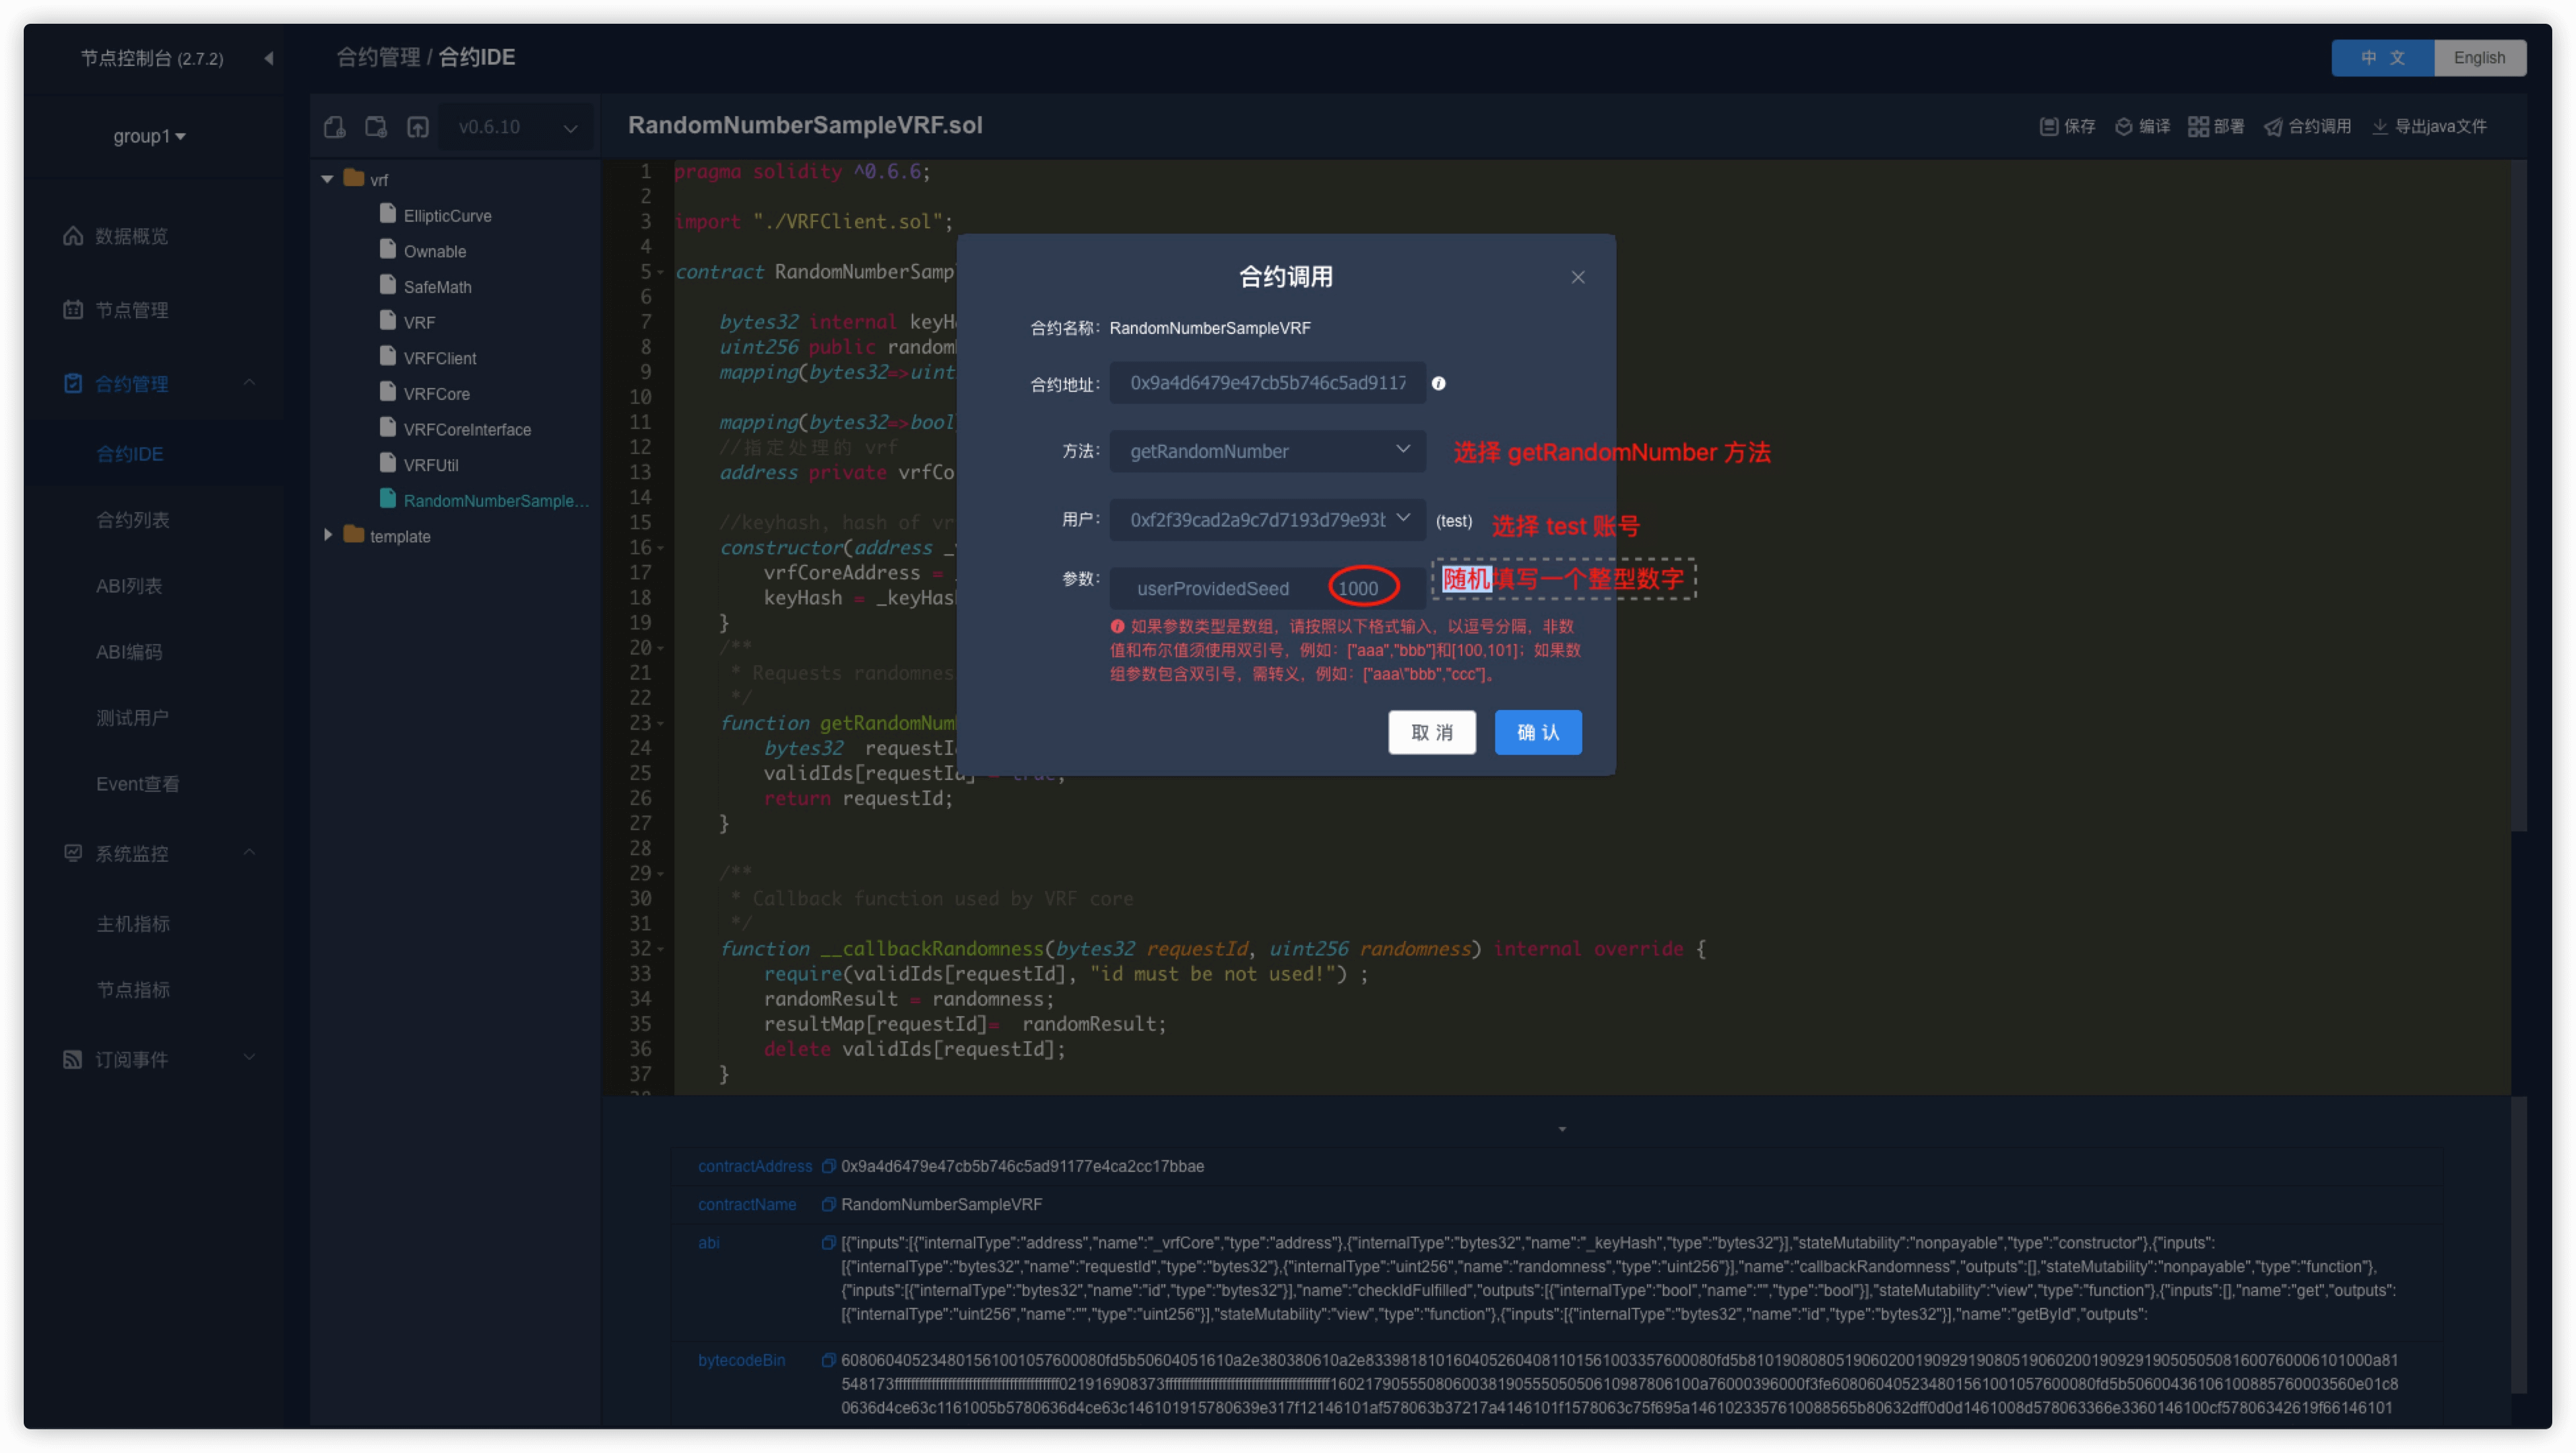 节点控制台 (2.7.2)
合约管理 / 合约IDE
中 文
English
group1
v0.6.10
RandomNumberSampleVRF.sol
保存
编译
部署
合约调用
导出java文件
数据概览
节点管理
合约管理
合约IDE
合约列表
ABI列表
ABI编码
测试用户
Event查看
系统监控
主机指标
节点指标
订阅事件
vrf
EllipticCurve
Ownable
SafeMath
VRF
VRFClient
VRFCore
VRFCoreInterface
VRFUtil
RandomNumberSample...
template
1 pragma solidity ^0.6.6;
2
3 import "./VRFClient.sol";
4
5 contract RandomNumberSamp
6
7 bytes32 internal keyH
8 uint256 public random
9 mapping(bytes32=>uint
10
11 mapping(bytes32=>bool
12 //指定处理的 vrf
13 address private vrfCo
14
15 //keyhash, hash of vr
16 constructor(address _
17 vrfCoreAddress =
18 keyHash = _keyHas
19 }
20 /**
21 * Requests randomnes
22 */
23 function getRandomNum
24 bytes32 requestI
25 validIds[requestId] = true;
26 return requestId;
27 }
28
29 /**
30 * Callback function used by VRF core
31 */
32 function __callbackRandomness(bytes32 requestId, uint256 randomness) internal override {
33 require(validIds[requestId], "id must be not used!") ;
34 randomResult = randomness;
35 resultMap[requestId]= randomResult;
36 delete validIds[requestId];
37 }
38
合约调用
合约名称: RandomNumberSampleVRF
合约地址: 0x9a4d6479e47cb5b746c5ad9117
方法: getRandomNumber
选择 getRandomNumber 方法
用户: 0xf2f39cad2a9c7d7193d79e93b (test)
选择 test 账号
参数: userProvidedSeed 1000
随机填写一个整型数字
如果参数类型是数组，请按照以下格式输入，以逗号分隔，非数
值和布尔值须使用双引号，例如：["aaa","bbb"]和[100,101]；如果数
组参数包含双引号，需转义，例如：["aaa\"bbb","ccc"]。
取 消
确 认
contractAddress 0x9a4d6479e47cb5b746c5ad91177e4ca2cc17bbae
contractName RandomNumberSampleVRF
abi [{"inputs":[{"internalType":"address","name":"_vrfCore","type":"address"},{"internalType":"bytes32","name":"_keyHash","type":"bytes32"}],"stateMutability":"nonpayable","type":"constructor"},{"inputs":
[{"internalType":"bytes32","name":"requestId","type":"bytes32"},{"internalType":"uint256","name":"randomness","type":"uint256"}],"name":"callbackRandomness","outputs":[],"stateMutability":"nonpayable","type":"function"},
{"inputs":[{"internalType":"bytes32","name":"id","type":"bytes32"}],"name":"checkIdFulfilled","outputs":[{"internalType":"bool","name":"","type":"bool"}],"stateMutability":"view","type":"function"},{"inputs":[],"name":"get","outputs":
[{"internalType":"uint256","name":"","type":"uint256"}],"stateMutability":"view","type":"function"},{"inputs":[{"internalType":"bytes32","name":"id","type":"bytes32"}],"name":"getById","outputs":
bytecodeBin